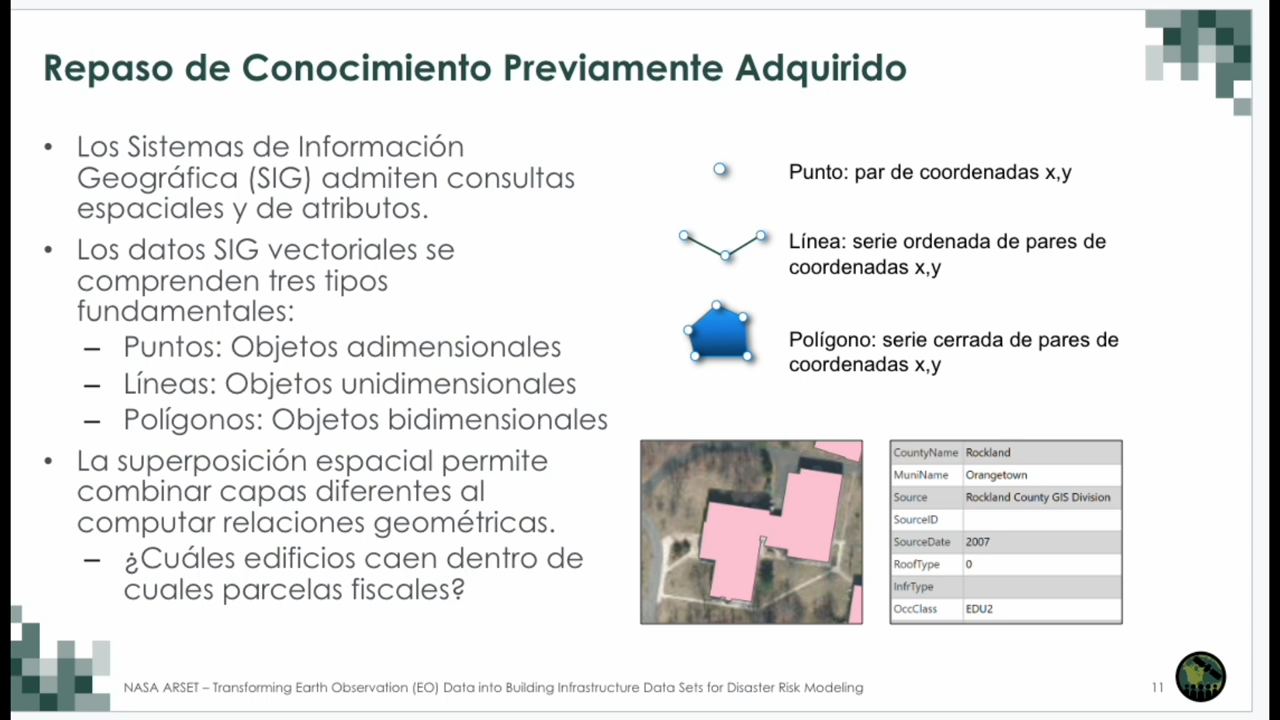 Repaso de Conocimiento Previamente Adquirido
• Los Sistemas de Información
Geográfica (SIG) admiten consultas
espaciales y de atributos.
• Los datos SIG vectoriales se
comprenden tres tipos
fundamentales:
– Puntos: Objetos adimensionales
– Líneas: Objetos unidimensionales
– Polígonos: Objetos bidimensionales
• La superposición espacial permite
combinar capas diferentes al
computar relaciones geométricas.
– ¿Cuáles edificios caen dentro de
cuales parcelas fiscales?
Punto: par de coordenadas x,y
Línea: serie ordenada de pares de
coordenadas x,y
Polígono: serie cerrada de pares de
coordenadas x,y
CountyName Rockland
MuniName Orangetown
Source Rockland County GIS Division
SourceID
SourceDate 2007
RoofType 0
InfrType
OccClass EDU2
NASA ARSET – Transforming Earth Observation (EO) Data into Building Infrastructure Data Sets for Disaster Risk Modeling
11